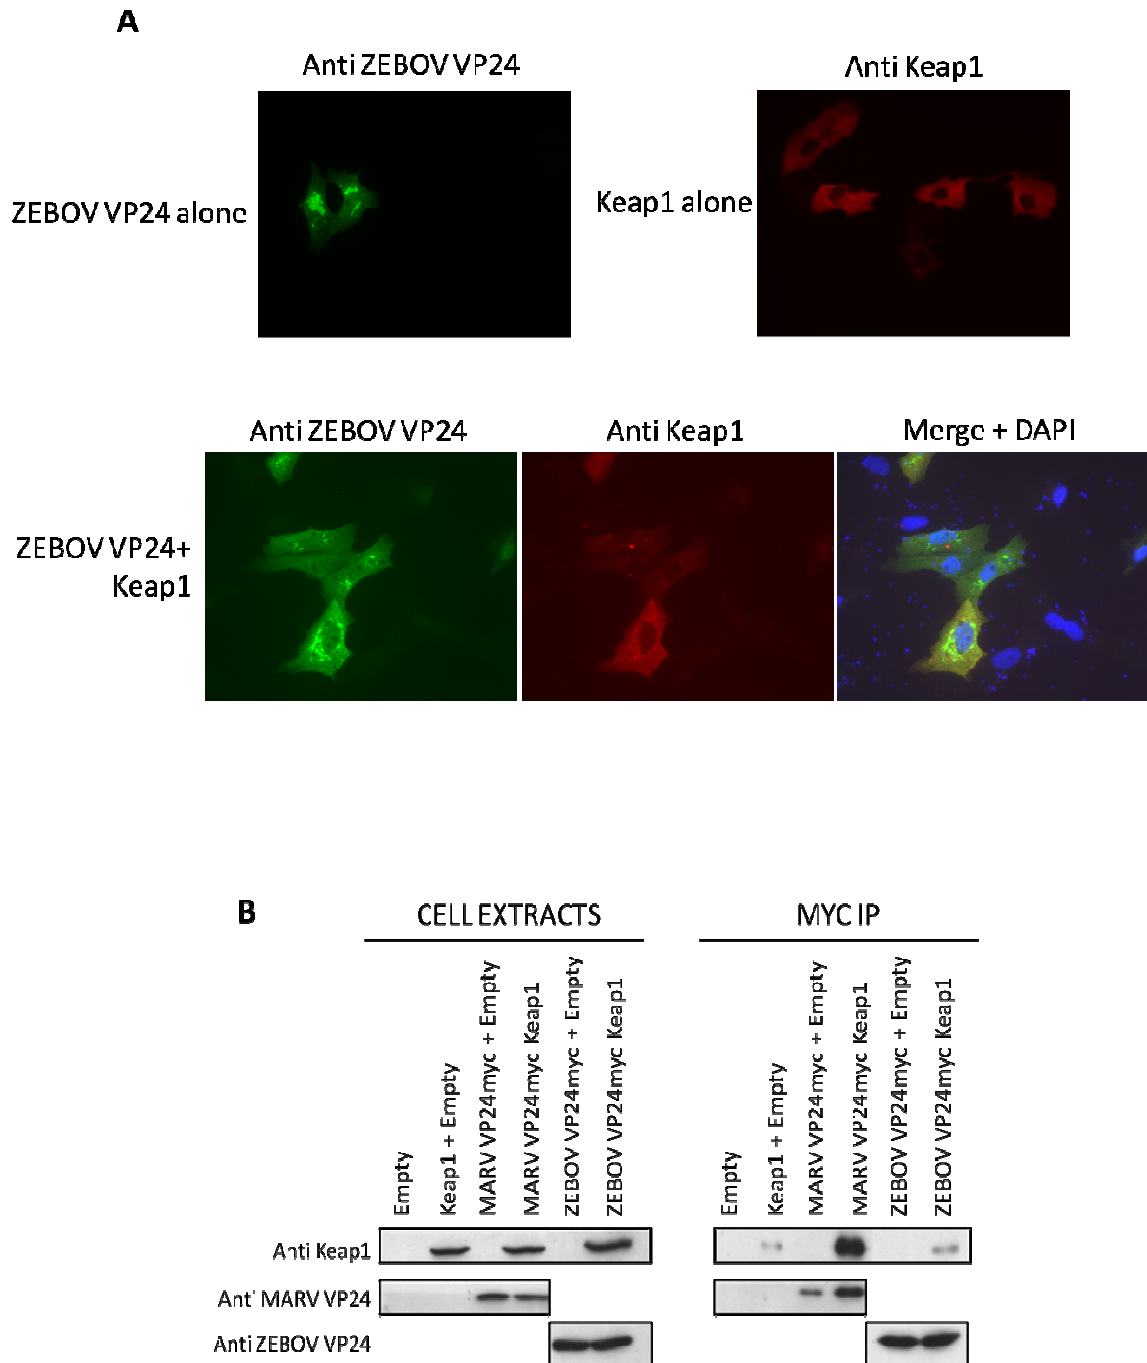 A
Anti ZEBOV VP24
Anti Keap1
ZEBOV VP24 alone
Keap1 alone
Anti ZEBOV VP24
Anti Keap1
Merge + DAPI
ZEBOV VP24+
Keap1
B
CELL EXTRACTS
MYC IP
Empty
Keap1 + Empty
MARV VP24myc + Empty
MARV VP24myc Keap1
ZEBOV VP24myc + Empty
ZEBOV VP24myc Keap1
Empty
Keap1 + Empty
MARV VP24myc + Empty
MARV VP24myc Keap1
ZEBOV VP24myc + Empty
ZEBOV VP24myc Keap1
Anti Keap1
Anti MARV VP24
Anti ZEBOV VP24